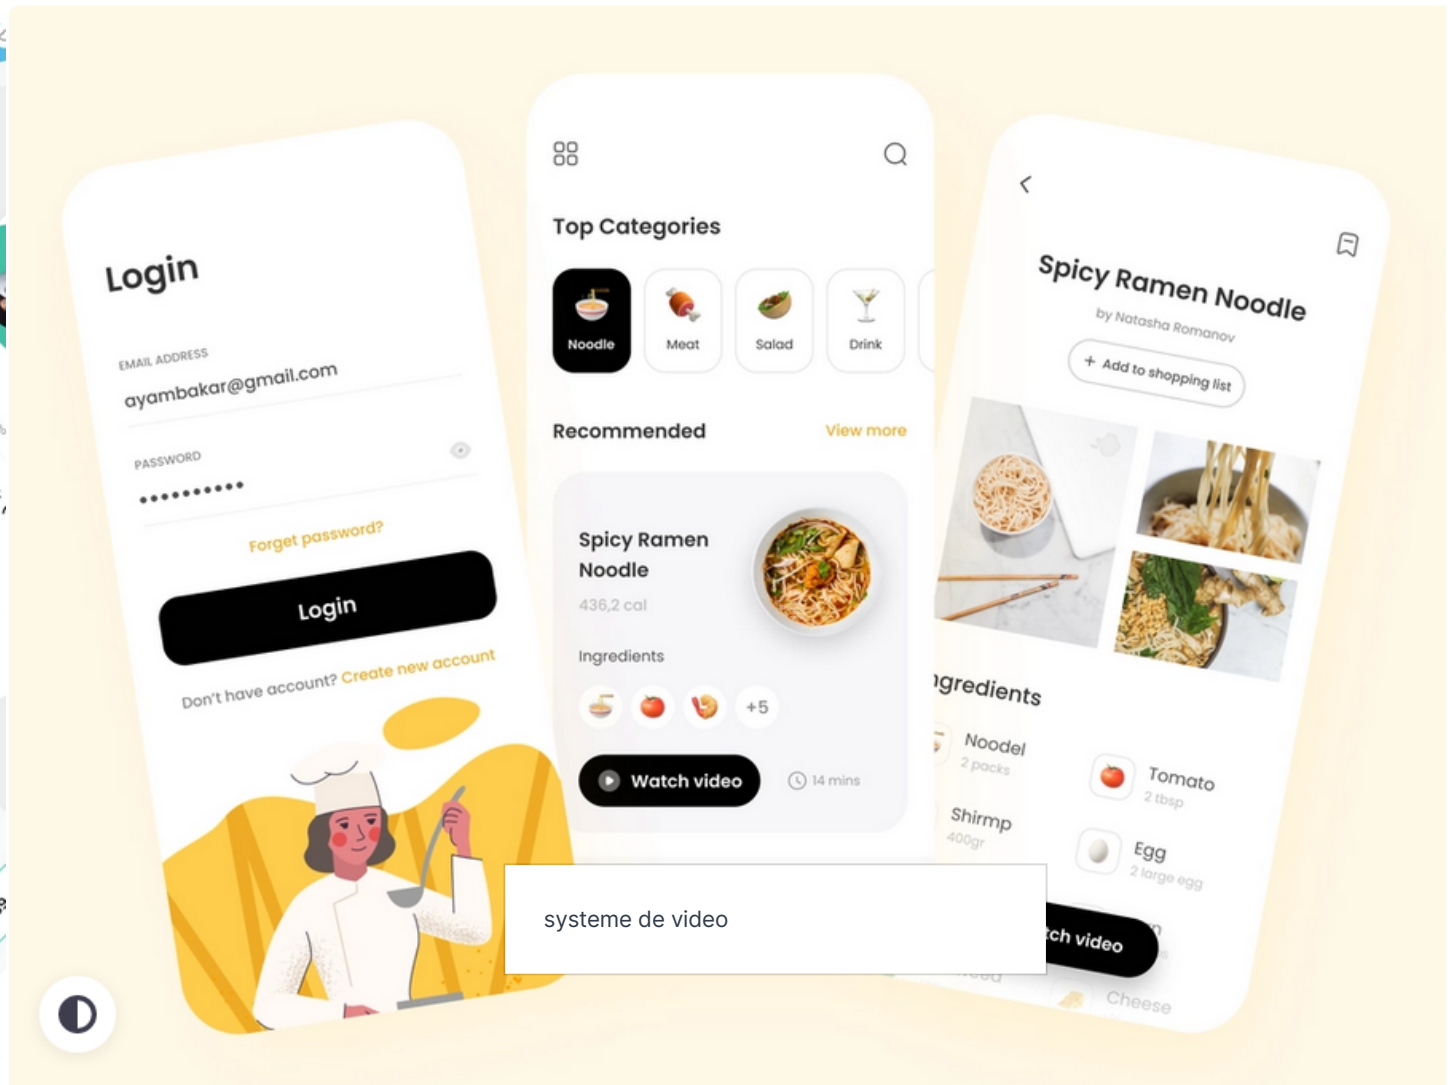 Login
EMAIL ADDRESS
ayambakar@gmail.com
PASSWORD
Forget password?
Login
Don't have account? Create new account
Top Categories
Noodle
Meat
Salad
Drink
Recommended
View more
Spicy Ramen
Noodle
436,2 cal
Ingredients
+5
Watch video
14 mins
systeme de video
Spicy Ramen Noodle
by Natasha Romanov
+ Add to shopping list
ngredients
Noodel
2 packs
Tomato
2 tbsp
Shirmp
400gr
Egg
2 large egg
tch video
Cheese